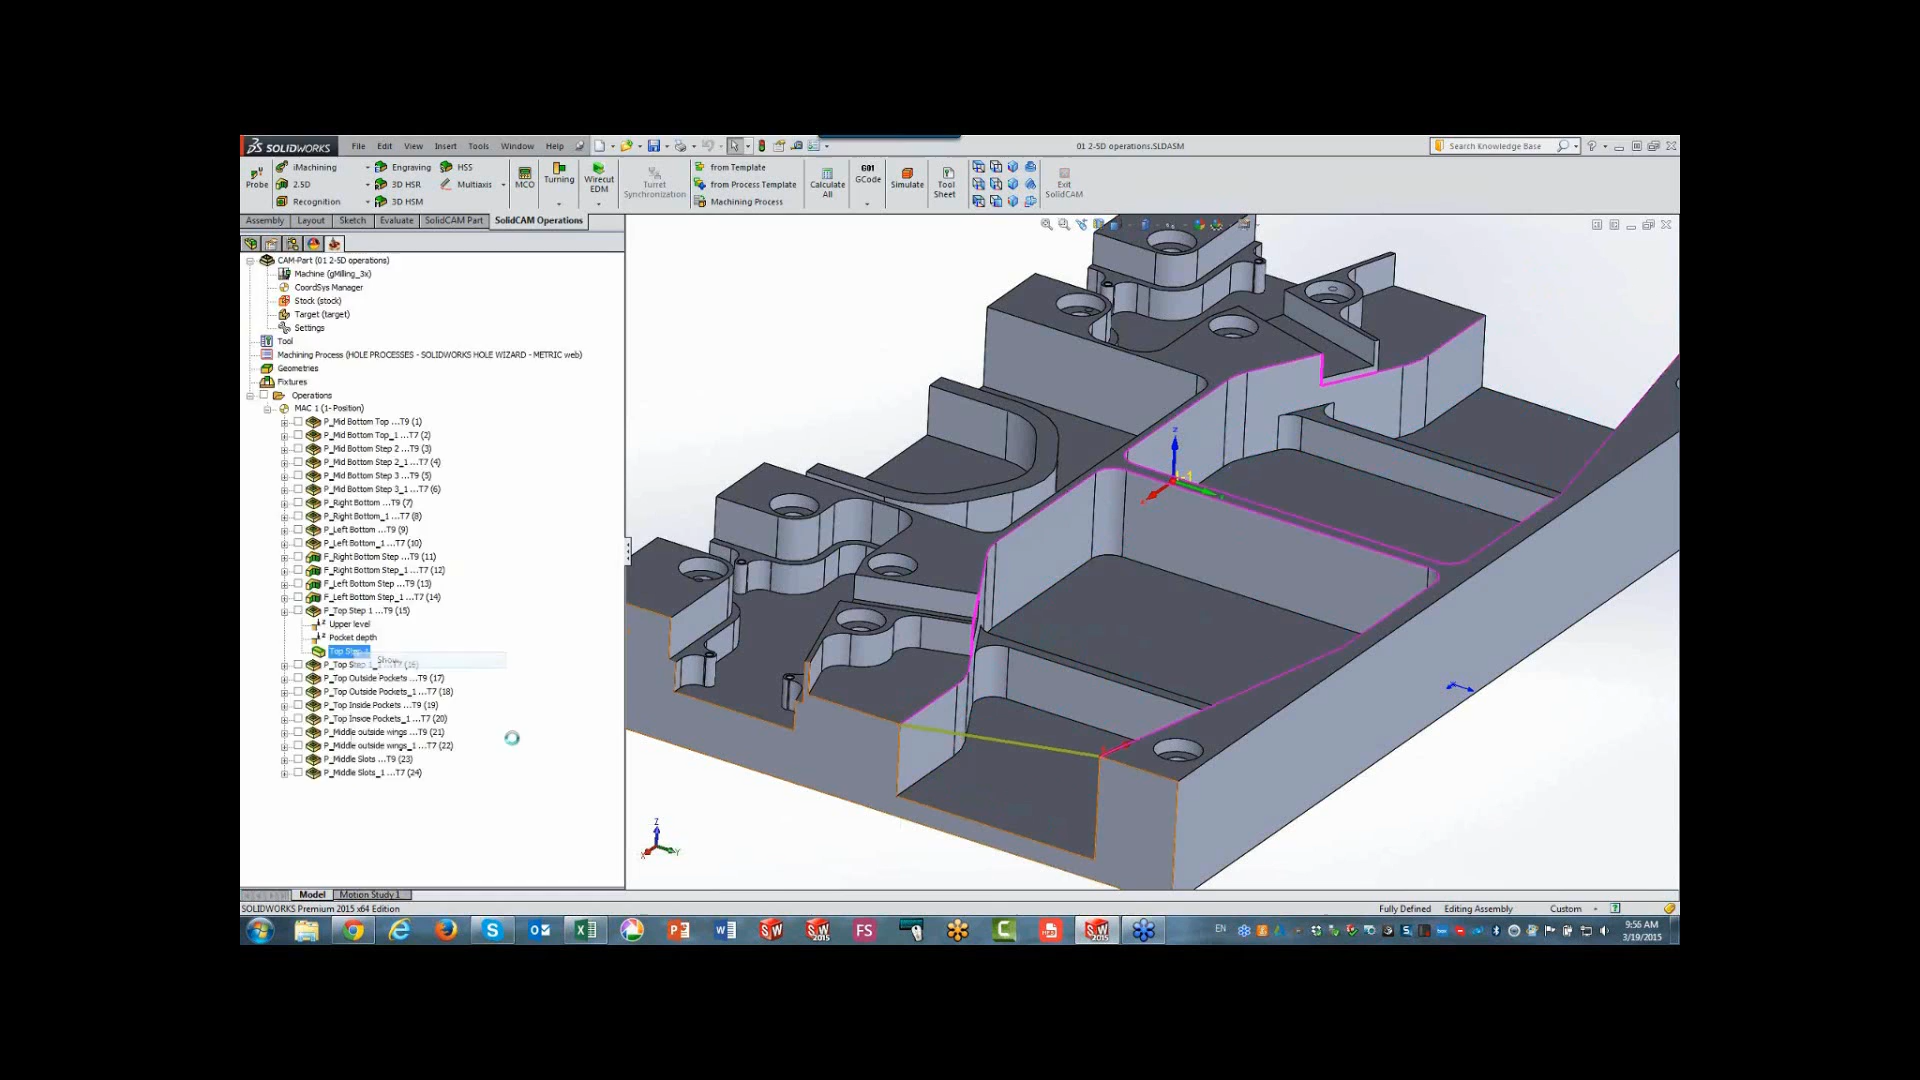 SOLIDWORKS File Edit View Insert Tools Window Help 01 2-5D operations.SLDASM Search Knowledge Base ?
Probe iMachining 2.5D Recognition Engraving 3D HSR 3D HSM HSS Multiaxis MCO Turning Wirecut EDM Turret Synchronization from Template from Process Template Machining Process Calculate All G01 GCode Simulate Tool Sheet Exit SolidCAM
Assembly Layout Sketch Evaluate SolidCAM Part SolidCAM Operations
CAM-Part (01 2-5D operations)
Machine (gMilling_3x)
CoordSys Manager
Stock (stock)
Target (target)
Settings
Tool
Machining Process (HOLE PROCESSES - SOLIDWORKS HOLE WIZARD - METRIC web)
Geometries
Fixtures
Operations
MAC 1 (1- Position)
P_Mid Bottom Top ...T9 (1)
P_Mid Bottom Top_1 ...T7 (2)
P_Mid Bottom Step 2 ...T9 (3)
P_Mid Bottom Step 2_1 ...T7 (4)
P_Mid Bottom Step 3 ...T9 (5)
P_Mid Bottom Step 3_1 ...T7 (6)
P_Right Bottom ...T9 (7)
P_Right Bottom_1 ...T7 (8)
P_Left Bottom ...T9 (9)
P_Left Bottom_1 ...T7 (10)
F_Right Bottom Step ...T9 (11)
F_Right Bottom Step_1 ...T7 (12)
F_Left Bottom Step ...T9 (13)
F_Left Bottom Step_1 ...T7 (14)
P_Top Step 1 ...T9 (15)
Upper level
Pocket depth
Top Step
Show...
P_Top Step 1_1 ...T7 (16)
P_Top Outside Pockets ...T9 (17)
P_Top Outside Pockets_1 ...T7 (18)
P_Top Inside Pockets ...T9 (19)
P_Top Inside Pockets_1 ...T7 (20)
P_Middle outside wings ...T9 (21)
P_Middle outside wings_1 ...T7 (22)
P_Middle Slots ...T9 (23)
P_Middle Slots_1 ...T7 (24)
Z
1-1
Z
X Y
Model Motion Study 1
SOLIDWORKS Premium 2015 x64 Edition Fully Defined Editing Assembly Custom
EN 9:56 AM
3/19/2015